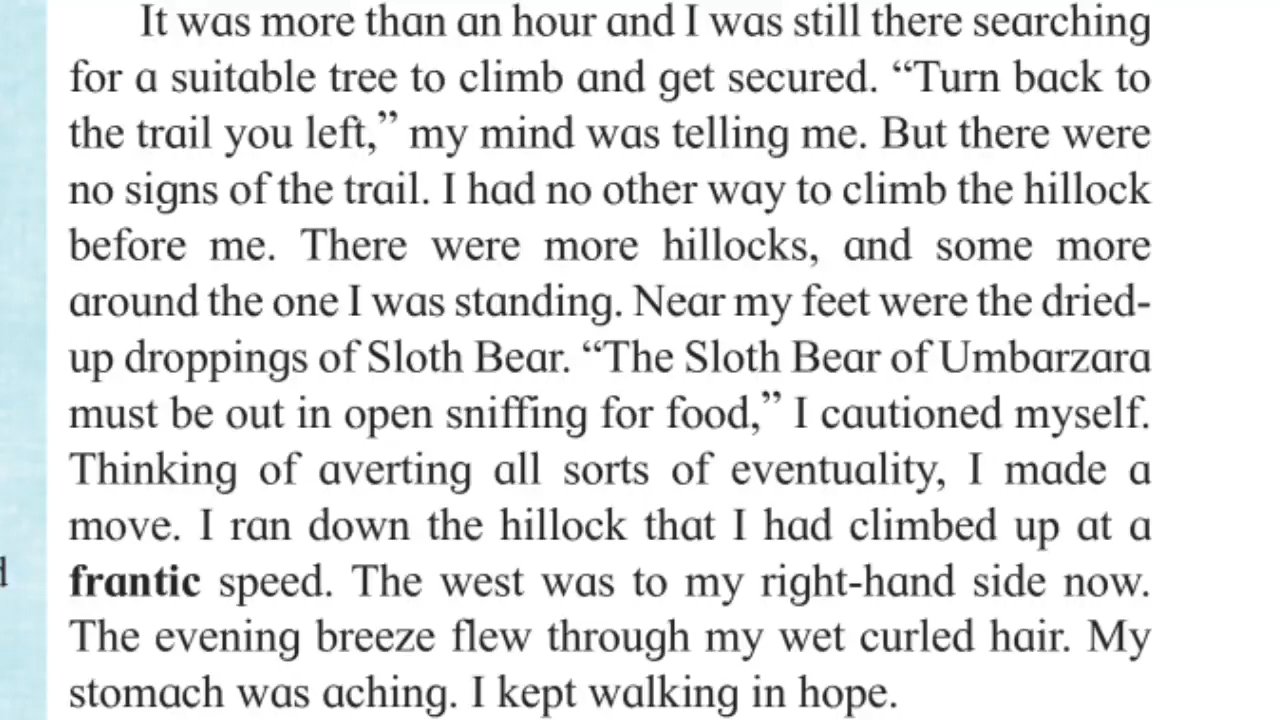 It was more than an hour and I was still there searching
for a suitable tree to climb and get secured. “Turn back to
the trail you left,” my mind was telling me. But there were
no signs of the trail. I had no other way to climb the hillock
before me. There were more hillocks, and some more
around the one I was standing. Near my feet were the dried-
up droppings of Sloth Bear. “The Sloth Bear of Umbarzara
must be out in open sniffing for food,” I cautioned myself.
Thinking of averting all sorts of eventuality, I made a
move. I ran down the hillock that I had climbed up at a
frantic speed. The west was to my right-hand side now.
The evening breeze flew through my wet curled hair. My
stomach was aching. I kept walking in hope.